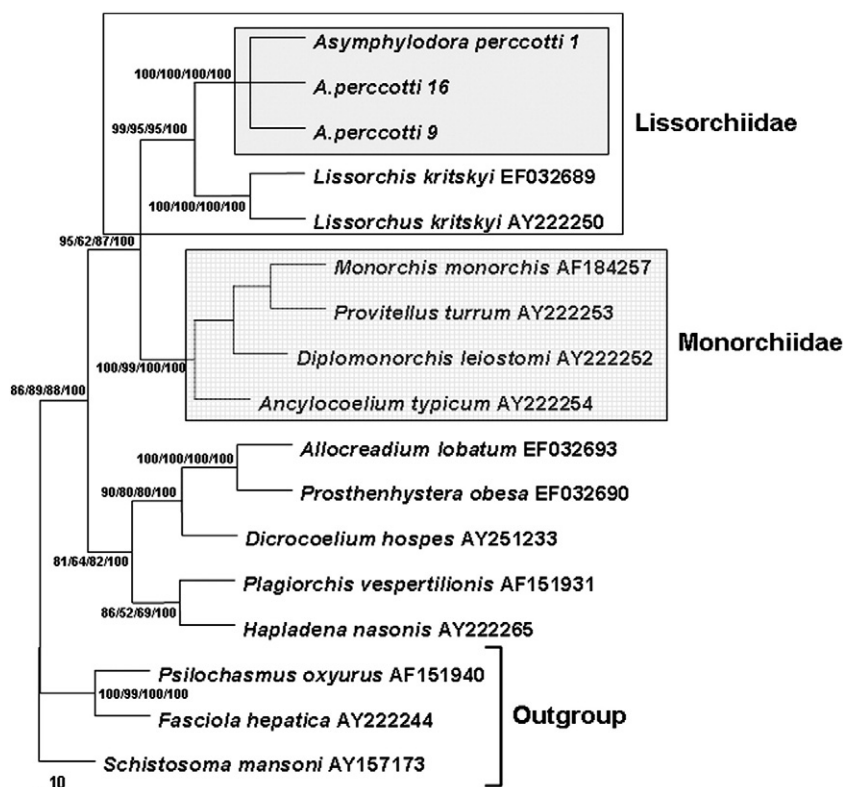 Asymphylodora perccotti 1
100/100/100/100
A.perccotti 16
Lissorchiidae
99/95/95/100
A.perccotti 9
Lissorchis kritskyi EF032689
100/100/100/100
Lissorchus kritskyi AY222250
95/62/87/100
Monorchis monorchis AF184257
Provitellus turrum AY222253
Monorchiidae
Diplomonorchis leiostomi AY222252
100/99/100/100
86/89/88/100
Ancylocoelium typicum AY222254
Allocreadium lobatum EF032693
100/100/100/100
Prosthenhystera obesa EF032690
90/80/80/100
Dicrocoelium hospes AY251233
81/64/82/100
Plagiorchis vespertilionis AF151931
86/52/69/100
Hapladena nasonis AY222265
Psilochasmus oxyurus AF151940
100/99/100/100
Outgroup
Fasciola hepatica AY222244
Schistosoma mansoni AY157173
10